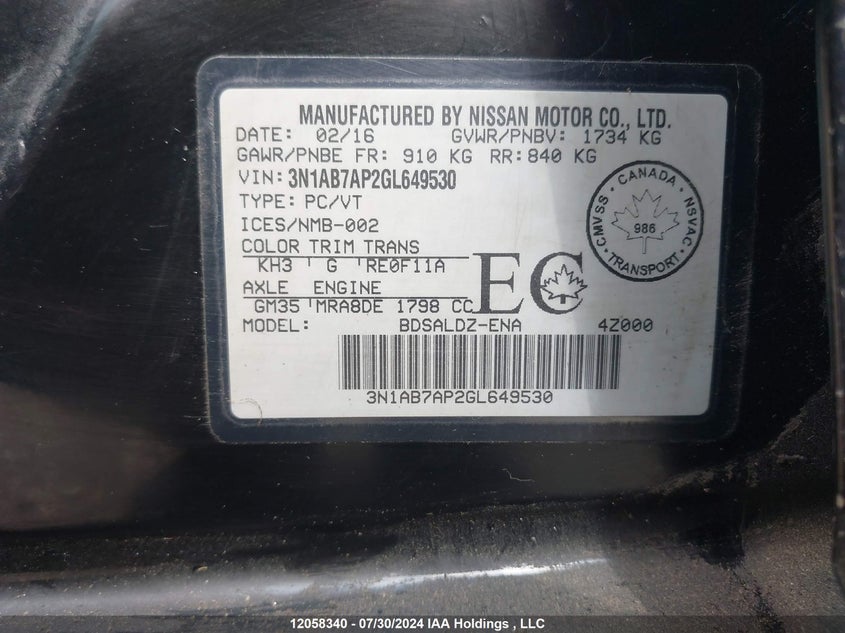 MANUFACTURED BY NISSAN MOTOR CO., LTD.
DATE: 02/16 GVWR/PNBV: 1734 KG
GAWR/PNBE FR: 910 KG RR:840 KG
VIN: 3N1AB7AP2GL649530
TYPE: PC/VT
ICES/NMB-002
COLOR TRIM TRANS
KH3 ' G ' RE0F11A
AXLE ENGINE
GM35 ' MRA8DE 1798 CC
MODEL: BDSALDZ-ENA 4Z000
EC
CANADA
CMVSS NSVAC
986
TRANSPORT
3N1AB7AP2GL649530
12058340 - 07/30/2024 IAA Holdings , LLC